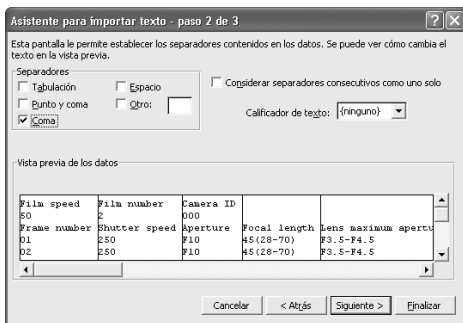 Asistente para importar texto - paso 2 de 3
Esta pantalla le permite establecer los separadores contenidos en los datos. Se puede ver cómo cambia el
texto en la vista previa.
Separadores
Tabulación
Espacio
Considerar separadores consecutivos como uno solo
Punto y coma
Otro:
Calificador de texto: {ninguno}
Coma
Vista previa de los datos
Film speed Film number Camera ID
50 2 000
Frame number Shutter speed Aperture Focal length Lens maximum apertu
01 250 F10 45(28-70) F3.5-F4.5
02 250 F10 45(28-70) F3.5-F4.5
Cancelar < Atrás Siguiente > Finalizar